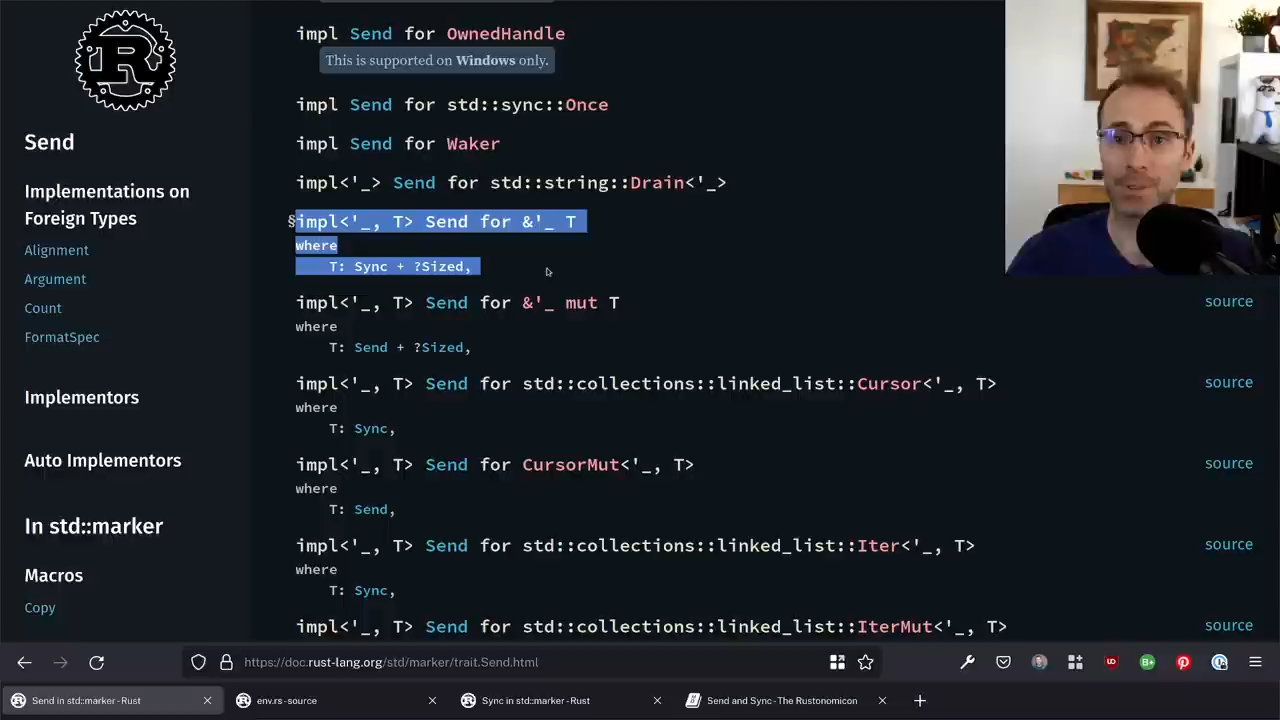 Send
Implementations on
Foreign Types
Alignment
Argument
Count
FormatSpec
Implementors
Auto Implementors
In std::marker
Macros
Copy
impl Send for OwnedHandle
This is supported on Windows only.
impl Send for std::sync::Once
impl Send for Waker
impl<'_> Send for std::string::Drain<'_>
§impl<'_, T> Send for &'_ T
where
T: Sync + ?Sized,
impl<'_, T> Send for &'_ mut T source
where
T: Send + ?Sized,
impl<'_, T> Send for std::collections::linked_list::Cursor<'_, T> source
where
T: Sync,
impl<'_, T> Send for CursorMut<'_, T> source
where
T: Send,
impl<'_, T> Send for std::collections::linked_list::Iter<'_, T> source
where
T: Sync,
impl<'_, T> Send for std::collections::linked_list::IterMut<'_, T> source
https://doc.rust-lang.org/std/marker/trait.Send.html
Send in std::marker - Rust env.rs - source Sync in std::marker - Rust Send and Sync - The Rustonomicon